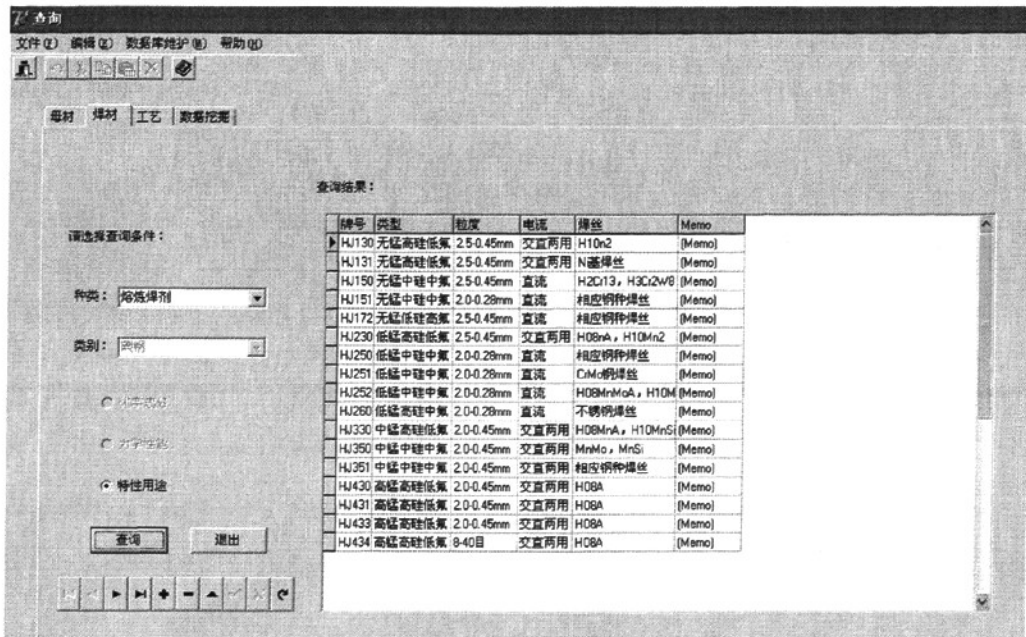 查询
文件(F) 编辑(E) 数据库维护(M) 帮助(H)
母材 焊材 工艺 数据挖掘
查询结果：
请选择查询条件：
种类： 熔炼焊剂
类别：
化学成份
力学性能
特性用途
查询 退出
牌号 类型 粒度 电流 焊丝 Memo
HJ130 无锰高硅低氟 2.5-0.45mm 交直两用 H10n2 (Memo)
HJ131 无锰高硅低氟 2.5-0.45mm 交直两用 N基焊丝 (Memo)
HJ150 无锰中硅中氟 2.5-0.45mm 直流 H2Cr13，H3Cr2W8 (Memo)
HJ151 无锰中硅中氟 2.0-0.28mm 直流 相应钢种焊丝 (Memo)
HJ172 无锰低硅高氟 2.5-0.45mm 直流 相应钢种焊丝 (Memo)
HJ230 低锰高硅低氟 2.5-0.45mm 交直两用 H08nA，H10Mn2 (Memo)
HJ250 低锰中硅中氟 2.0-0.28mm 直流 相应钢种焊丝 (Memo)
HJ251 低锰中硅中氟 2.0-0.28mm 直流 CrMo钢焊丝 (Memo)
HJ252 低锰中硅中氟 2.0-0.28mm 直流 H08MnMoA，H10M (Memo)
HJ260 低锰高硅中氟 2.0-0.28mm 直流 不锈钢焊丝 (Memo)
HJ330 中锰高硅低氟 2.0-0.45mm 交直两用 H08MnA，H10MnSi (Memo)
HJ350 中锰中硅中氟 2.0-0.45mm 交直两用 MnMo，MnSi (Memo)
HJ351 中锰中硅中氟 2.0-0.45mm 交直两用 相应钢种焊丝 (Memo)
HJ430 高锰高硅低氟 2.0-0.45mm 交直两用 H08A (Memo)
HJ431 高锰高硅低氟 2.0-0.45mm 交直两用 H08A (Memo)
HJ433 高锰高硅低氟 2.0-0.45mm 交直两用 H08A (Memo)
HJ434 高锰高硅低氟 8-40目 交直两用 H08A (Memo)